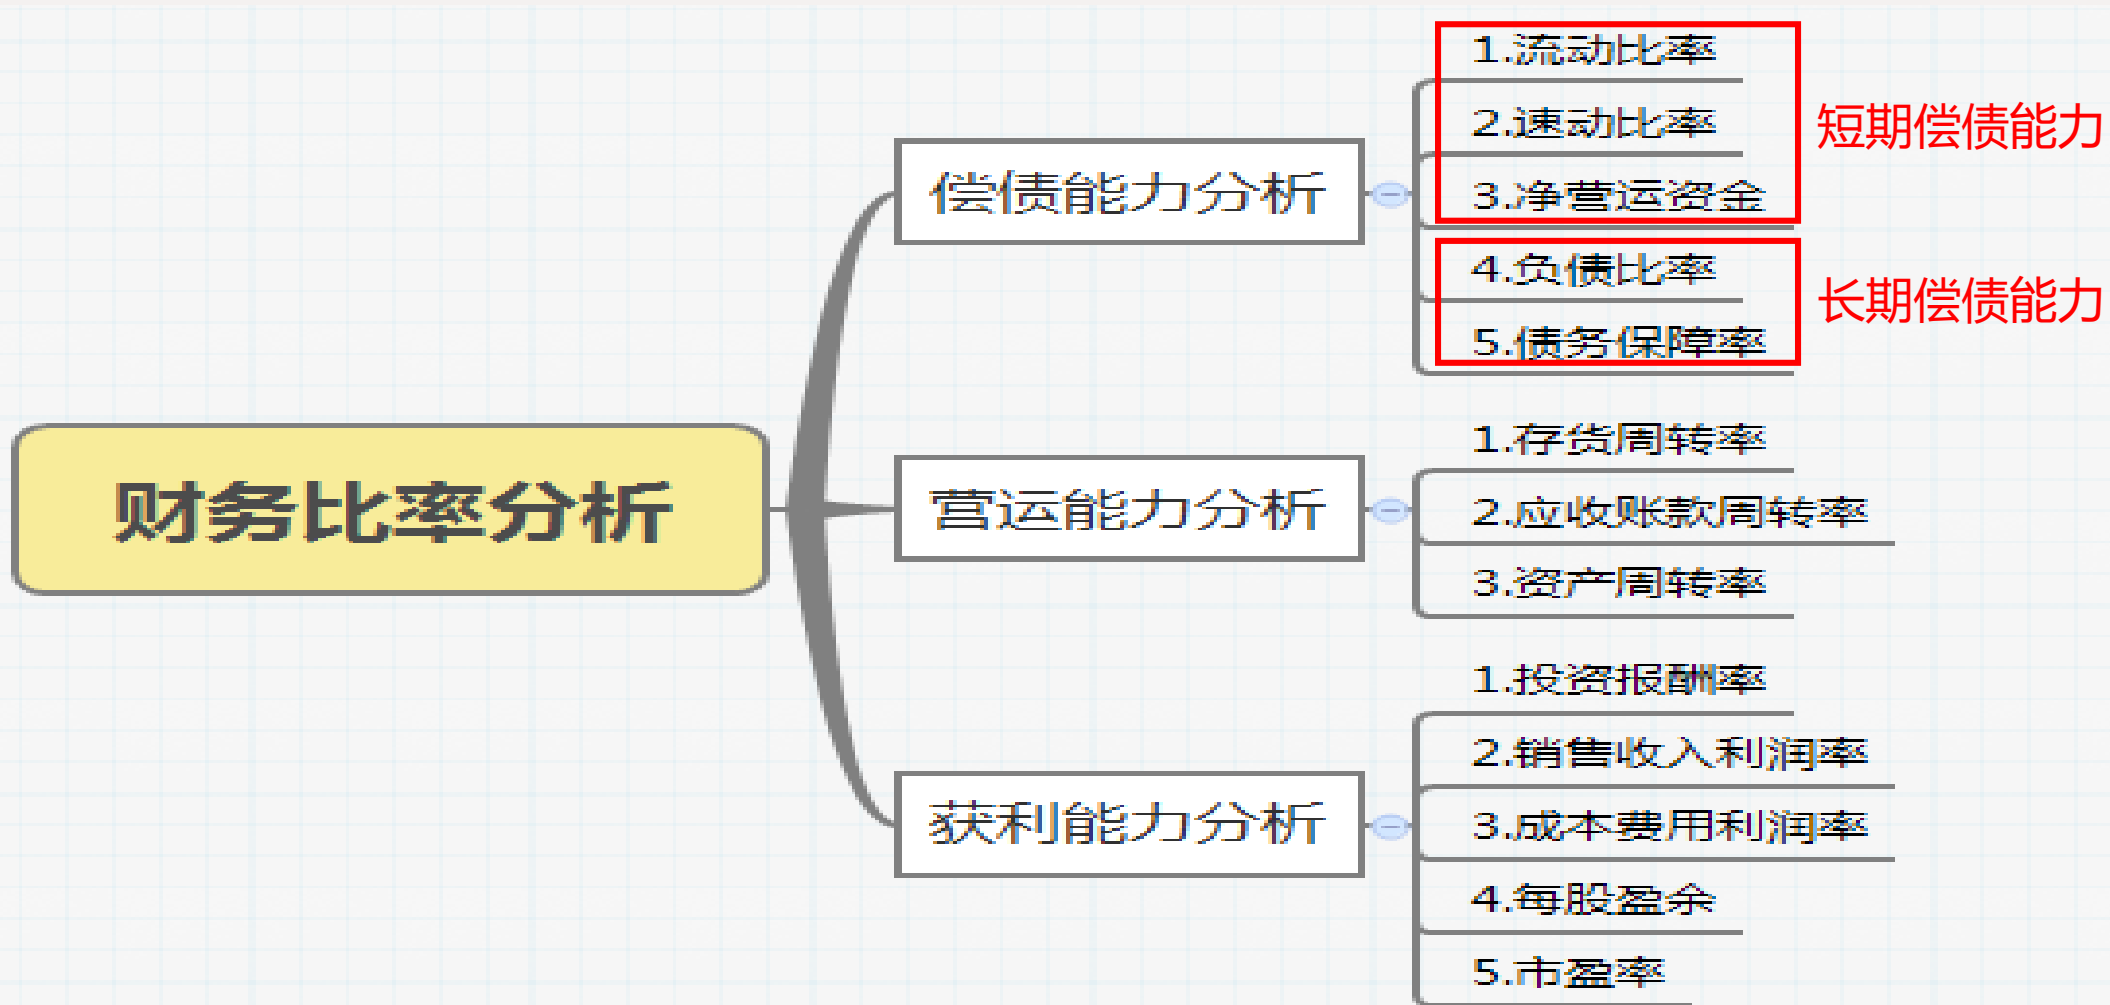 财务比率分析
偿债能力分析
1.流动比率
2.速动比率
3.净营运资金
短期偿债能力
4.负债比率
5.债务保障率
长期偿债能力
营运能力分析
1.存货周转率
2.应收账款周转率
3.资产周转率
获利能力分析
1.投资报酬率
2.销售收入利润率
3.成本费用利润率
4.每股盈余
5.市盈率